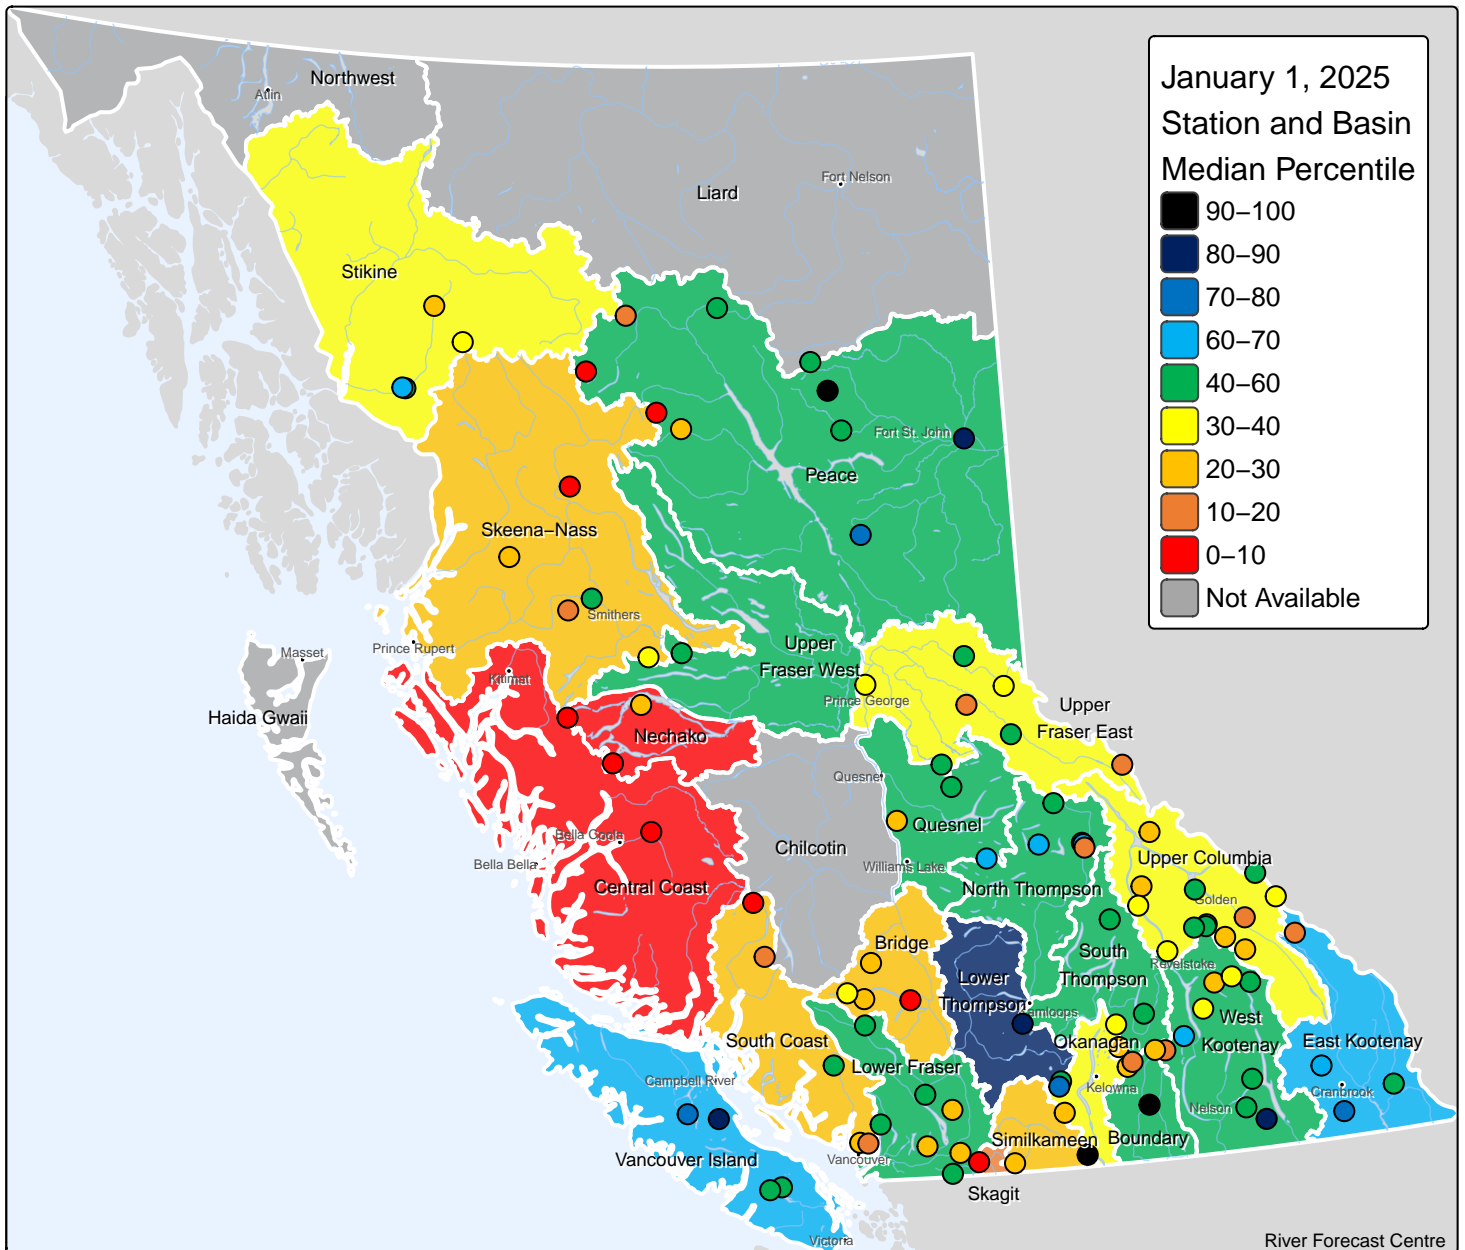 January 1, 2025
Station and Basin
Median Percentile
90–100
80–90
70–80
60–70
40–60
30–40
20–30
10–20
0–10
Not Available
Northwest
Atlin
Liard
Fort Nelson
Stikine
Fort St. John
Peace
Skeena–Nass
Smithers
Prince Rupert
Masset
Kitimat
Upper
Fraser West
Prince George
Haida Gwaii
Nechako
Upper
Fraser East
Quesnel
Quesnel
Bella Coola
Bella Bella
Chilcotin
Williams Lake
Central Coast
North Thompson
Upper Columbia
Golden
Bridge
South
Thompson
Revelstoke
Lower
Thompson
Kamloops
West
Kootenay
East Kootenay
South Coast
Okanagan
Lower Fraser
Campbell River
Kelowna
Cranbrook
Nelson
Similkameen
Boundary
Vancouver Island
Vancouver
Skagit
Victoria
River Forecast Centre